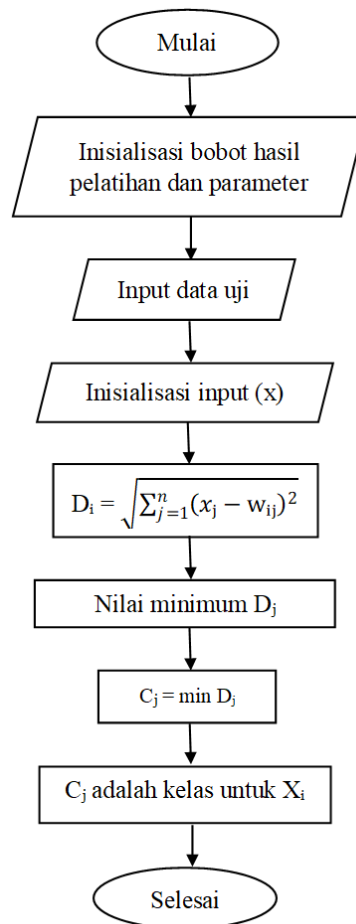 Mulai
Inisialisasi bobot hasil
pelatihan dan parameter
Input data uji
Inisialisasi input (x)
Dᵢ = √∑ⁿⱼ₌₁(xⱼ − wᵢⱼ)²
Nilai minimum Dⱼ
Cⱼ = min Dⱼ
Cⱼ adalah kelas untuk Xᵢ
Selesai